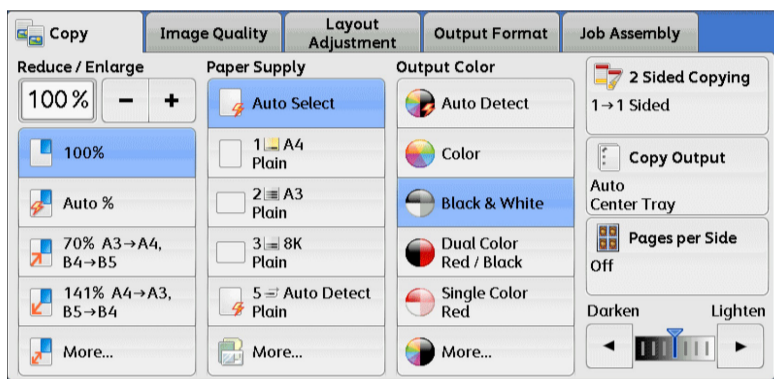 Copy
Image Quality
Layout
Adjustment
Output Format
Job Assembly
Reduce / Enlarge
100%
100%
Auto %
70% A3→A4,
B4→B5
141% A4→A3,
B5→B4
More...
Paper Supply
Auto Select
1 A4
Plain
2 A3
Plain
3 8K
Plain
5 Auto Detect
Plain
More...
Output Color
Auto Detect
Color
Black & White
Dual Color
Red / Black
Single Color
Red
More...
2 Sided Copying
1→1 Sided
Copy Output
Auto
Center Tray
Pages per Side
Off
Darken Lighten